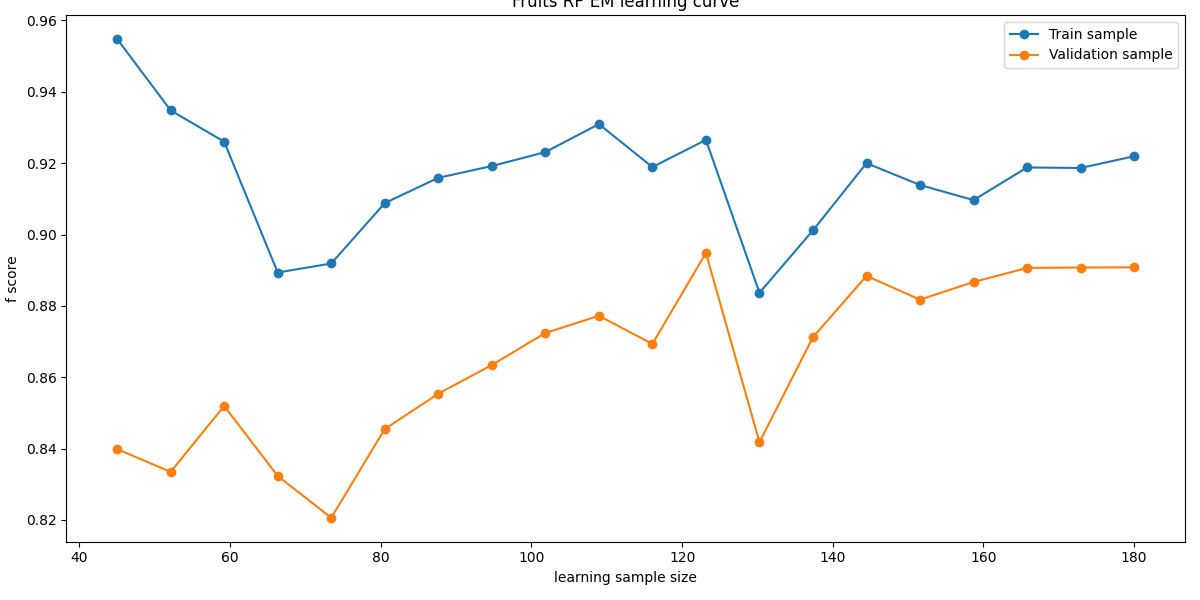 Fruits RP EM learning curve
Train sample
Validation sample
0.96
0.94
0.92
0.90
0.88
0.86
0.84
0.82
f score
40 60 80 100 120 140 160 180
learning sample size